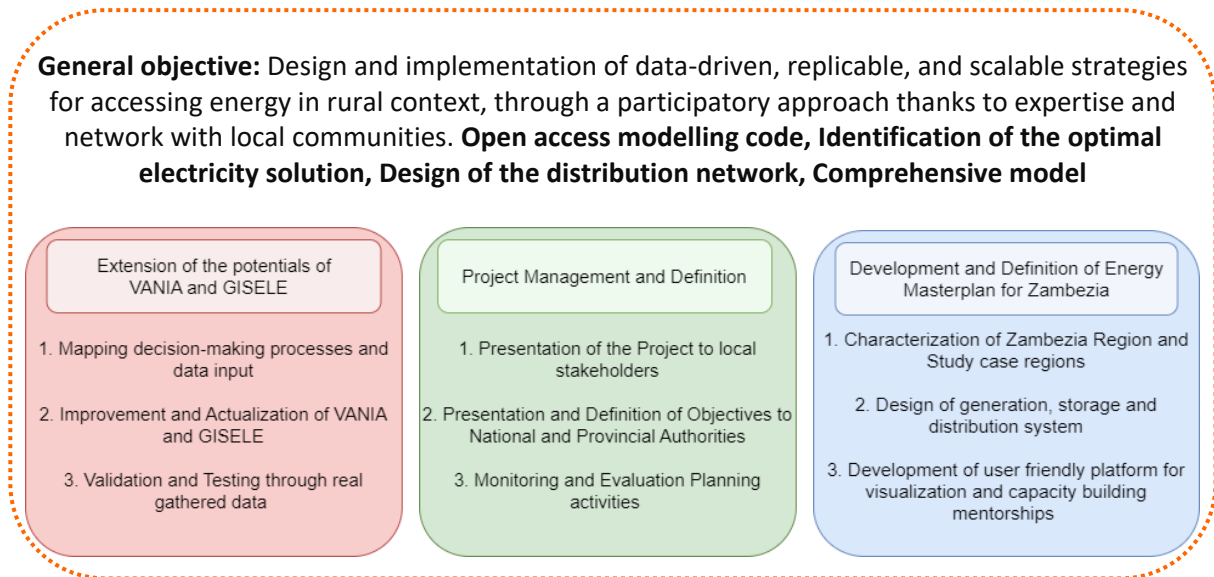 General objective: Design and implementation of data-driven, replicable, and scalable strategies
for accessing energy in rural context, through a participatory approach thanks to expertise and
network with local communities. Open access modelling code, Identification of the optimal
electricity solution, Design of the distribution network, Comprehensive model
Extension of the potentials of
VANIA and GISELE
1. Mapping decision-making processes and
data input
2. Improvement and Actualization of VANIA
and GISELE
3. Validation and Testing through real
gathered data
Project Management and Definition
1. Presentation of the Project to local
stakeholders
2. Presentation and Definition of Objectives to
National and Provincial Authorities
3. Monitoring and Evaluation Planning
activities
Development and Definition of Energy
Masterplan for Zambezia
1. Characterization of Zambezia Region and
Study case regions
2. Design of generation, storage and
distribution system
3. Development of user friendly platform for
visualization and capacity building
mentorships